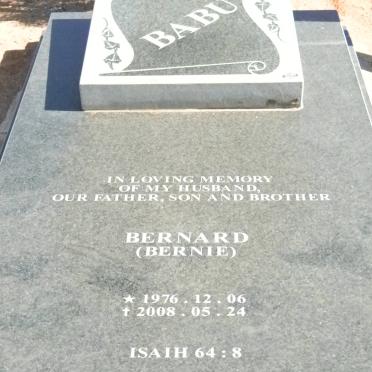 BABU
IN LOVING MEMORY
OF MY HUSBAND,
OUR FATHER, SON AND BROTHER
BERNARD
(BERNIE)
★ 1976 . 12 . 06
† 2008 . 05 . 24
ISAIH 64 : 8